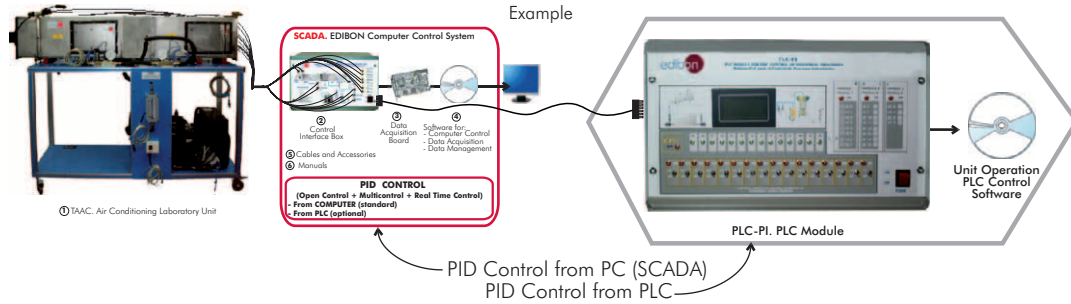 Example
SCADA. EDIBON Computer Control System
② Control
Interface Box
③ Data
Acquisition
Board
④ Software for:
- Computer Control
- Data Acquisition
- Data Management
⑤ Cables and Accessories
⑥ Manuals
PID CONTROL
(Open Control + Multicontrol + Real Time Control)
- From COMPUTER (standard)
- From PLC (optional)
① TAAC. Air Conditioning Laboratory Unit
edibon
PLC-PI. PLC Module
Unit Operation
PLC Control
Software
PID Control from PC (SCADA)
PID Control from PLC